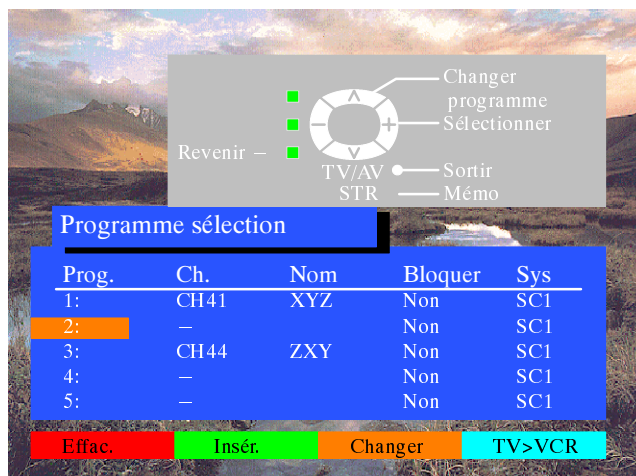 Changer
programme
Sélectionner
Revenir –
TV/AV Sortir
STR Mémo
Programme sélection
Prog. Ch. Nom Bloquer Sys
1: CH41 XYZ Non SC1
2: – Non SC1
3: CH44 ZXY Non SC1
4: – Non SC1
5: – Non SC1
Effac. Insér. Changer TV>VCR